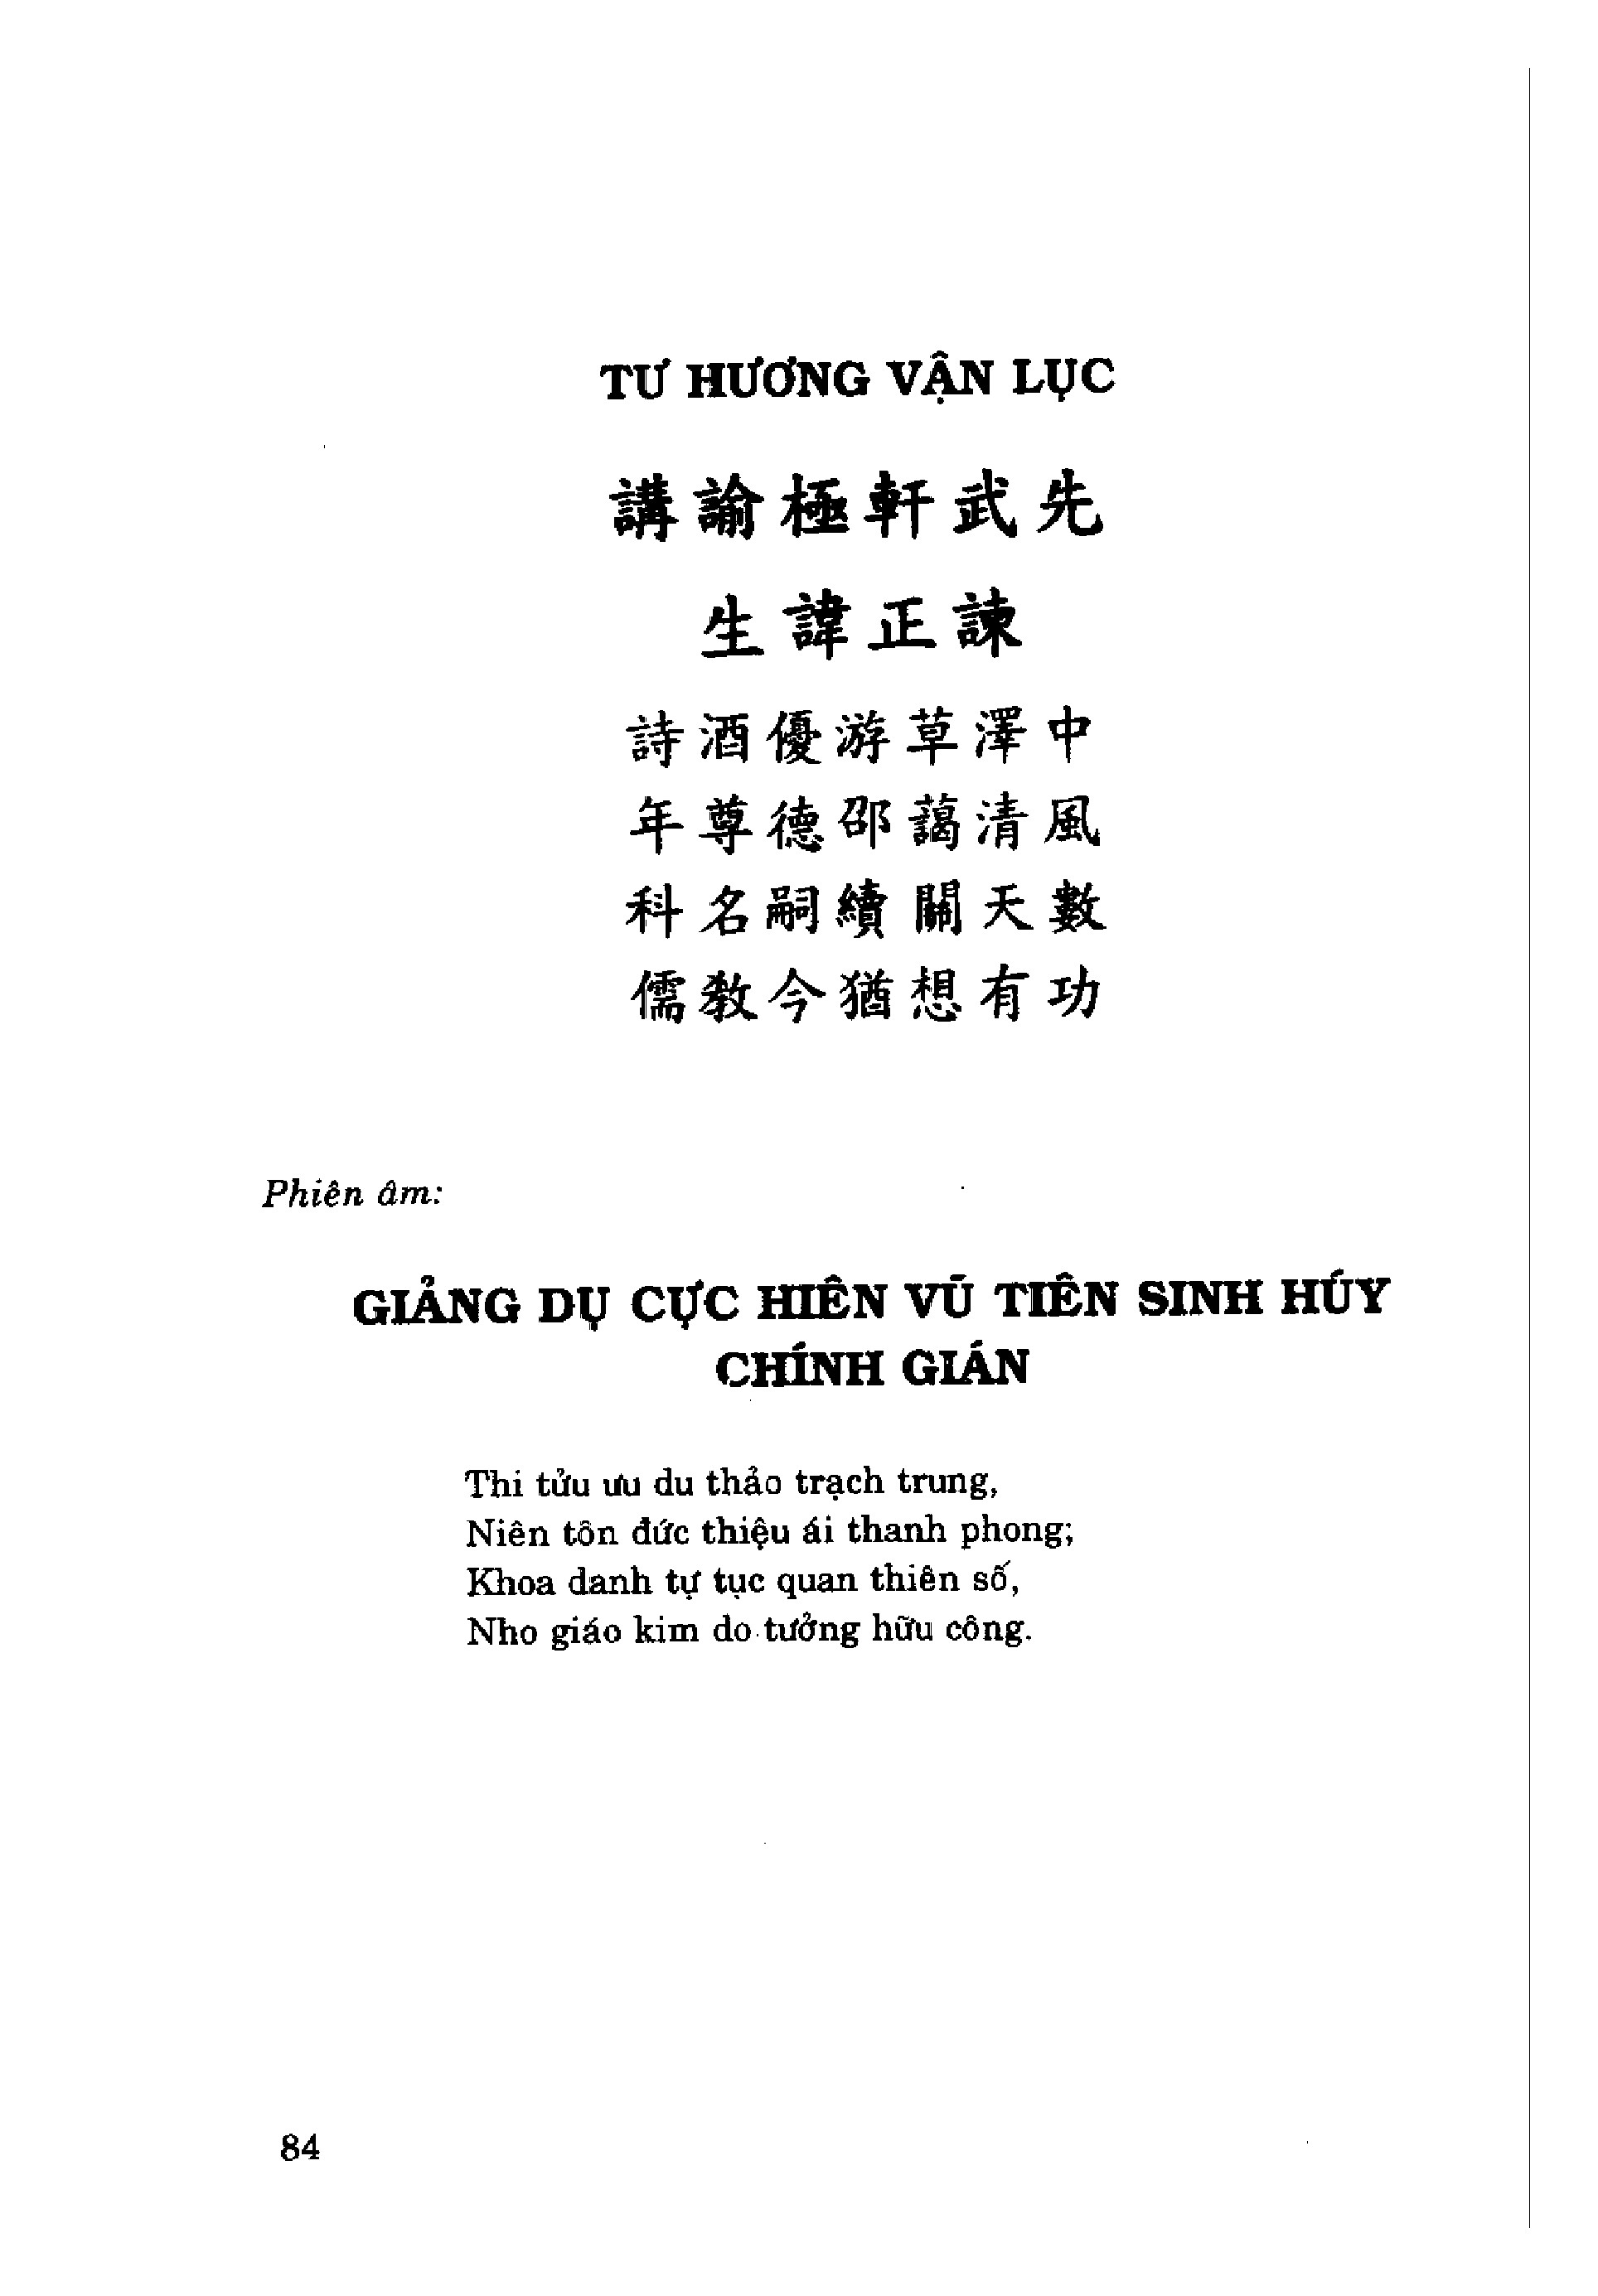 TƯ HƯƠNG VẬN LỤC
講諭極軒武先
生諱正諫
詩酒優游草澤中
年尊德邵藹清風
科名嗣續關天數
儒教今猶想有功
Phiên âm:
GIẢNG DỤ CỰC HIÊN VŨ TIÊN SINH HÚY
CHÍNH GIÁN
Thi tửu ưu du thảo trạch trung,
Niên tôn đức thiệu ái thanh phong;
Khoa danh tự tục quan thiên số,
Nho giáo kim do tưởng hữu công.
84